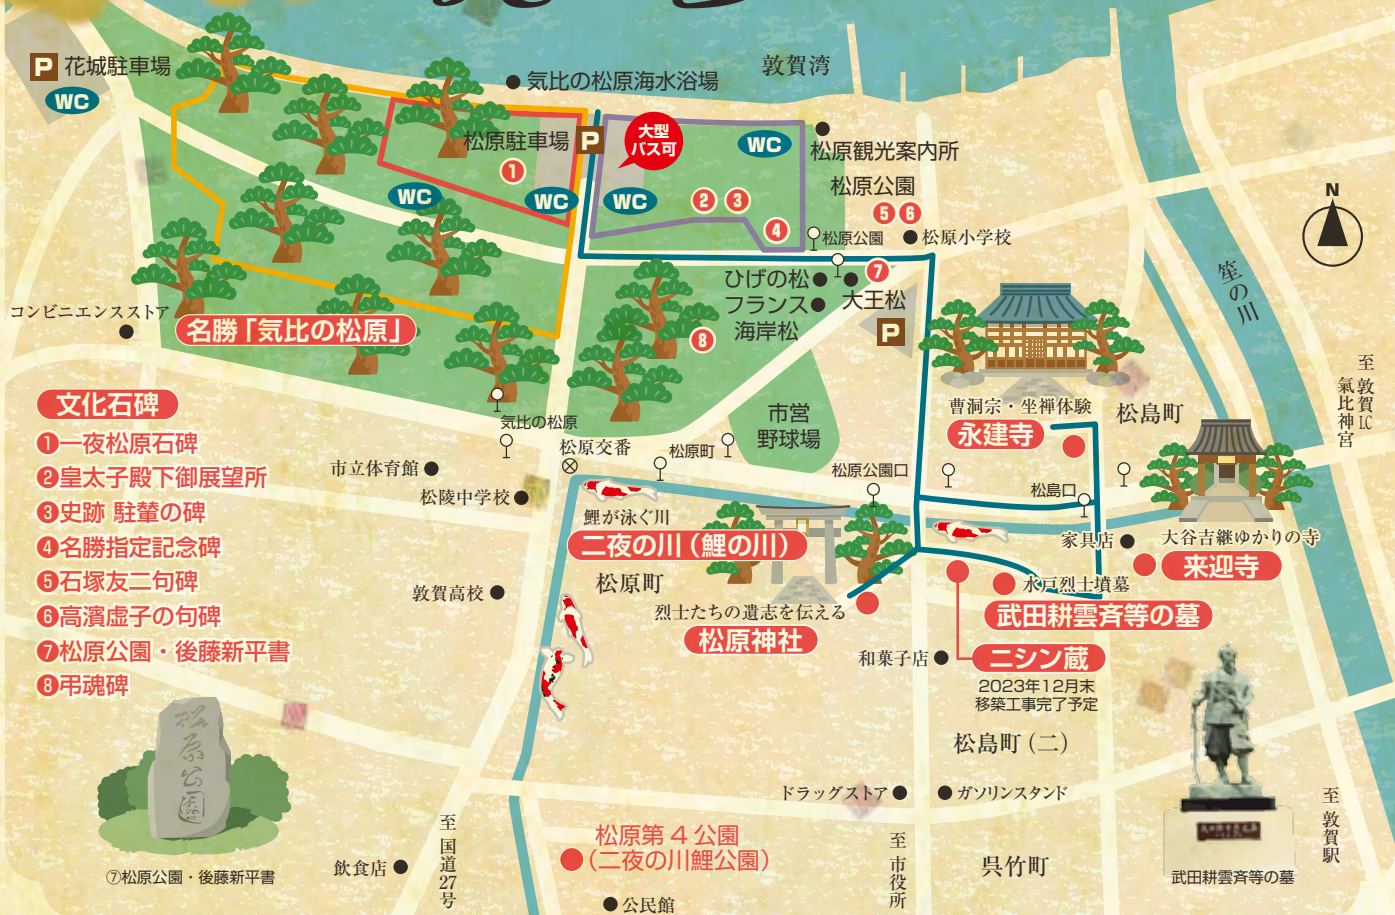 P 花城駐車場
WC
気比の松原海水浴場
敦賀湾
松原駐車場
P
大型
バス可
WC
松原観光案内所
1
WC
WC
WC
2
3
4
松原公園
5 6
松原公園
松原小学校
N
笙の川
ひげの松
7
フランス
海岸松
大王松
P
コンビニエンスストア
名勝「気比の松原」
8
至 敦賀IC
氣比神宮
文化石碑
❶一夜松原石碑
❷皇太子殿下御展望所
❸史跡 駐輦の碑
❹名勝指定記念碑
❺石塚友二句碑
❻高濱虚子の句碑
❼松原公園・後藤新平書
❽弔魂碑
気比の松原
松原交番
松原町
市営
野球場
曹洞宗・坐禅体験
永建寺
松島町
市立体育館
松陵中学校
松原公園口
松島口
鯉が泳ぐ川
二夜の川(鯉の川)
家具店
大谷吉継ゆかりの寺
来迎寺
敦賀高校
松原町
烈士たちの遺志を伝える
松原神社
水戸烈士墳墓
武田耕雲斉等の墓
和菓子店
ニシン蔵
2023年12月末
移築工事完了予定
松島町(二)
松原公園
ドラッグストア
ガソリンスタンド
至 国道27号
松原第4公園
(二夜の川鯉公園)
至 市役所
呉竹町
至 敦賀駅
⑦松原公園・後藤新平書
飲食店
公民館
武田耕雲斉等の墓